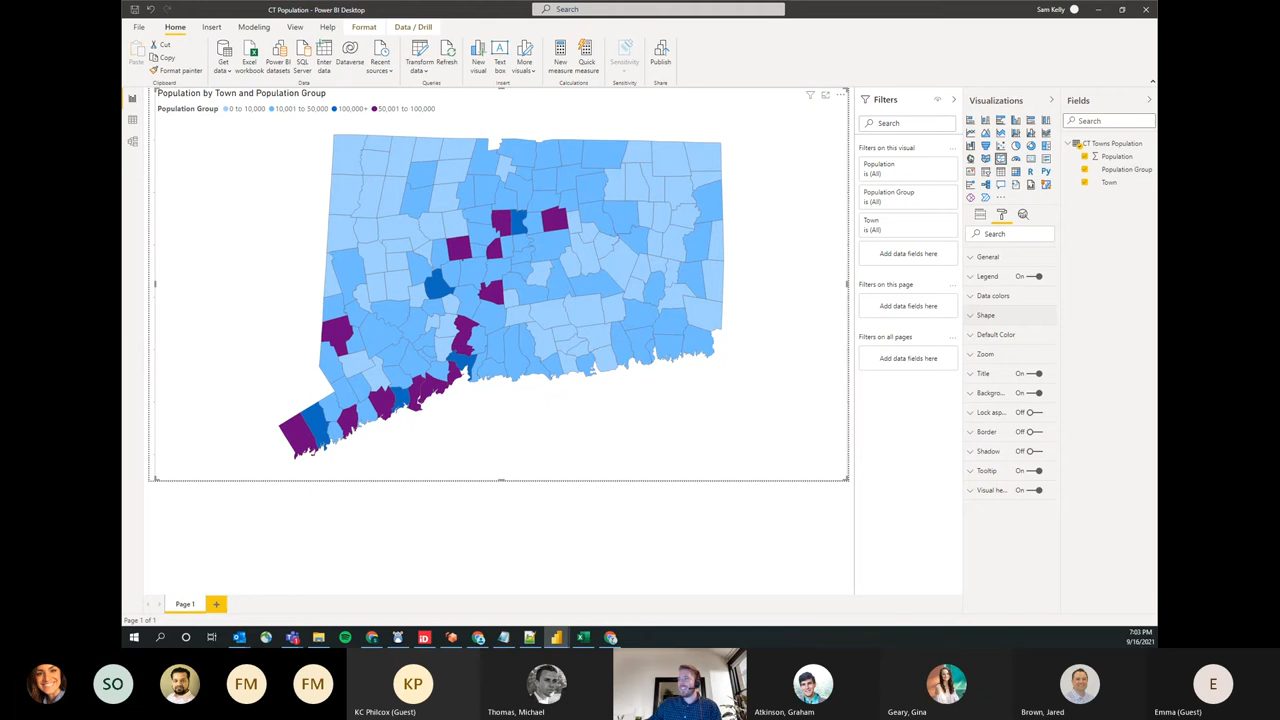 CT Population - Power BI Desktop
Search
Sam Kelly
File Home Insert Modeling View Help Format Data / Drill
Paste
Cut
Copy
Format painter
Get data
Excel workbook
Power BI datasets
SQL Server
Enter data
Dataverse
Recent sources
Transform data
Refresh
New visual
Text box
More visuals
New measure
Quick measure
Sensitivity
Publish
Clipboard Data Queries Insert Calculations Sensitivity Share
Population by Town and Population Group
Population Group 0 to 10,000 10,001 to 50,000 100,000+ 50,001 to 100,000
Filters
Search
Filters on this visual
Population
is (All)
Population Group
is (All)
Town
is (All)
Add data fields here
Filters on this page
Add data fields here
Filters on all pages
Add data fields here
Visualizations
Search
General
Legend On
Data colors
Shape
Default Color
Zoom
Title On
Backgro... On
Lock asp... Off
Border Off
Shadow Off
Tooltip On
Visual he... On
Fields
Search
CT Towns Population
Population
Population Group
Town
Page 1
Page 1 of 1
7:03 PM
9/16/2021
SO
FM
FM
KP
KC Philcox (Guest)
Thomas, Michael
Atkinson, Graham
Geary, Gina
Brown, Jared
E
Emma (Guest)